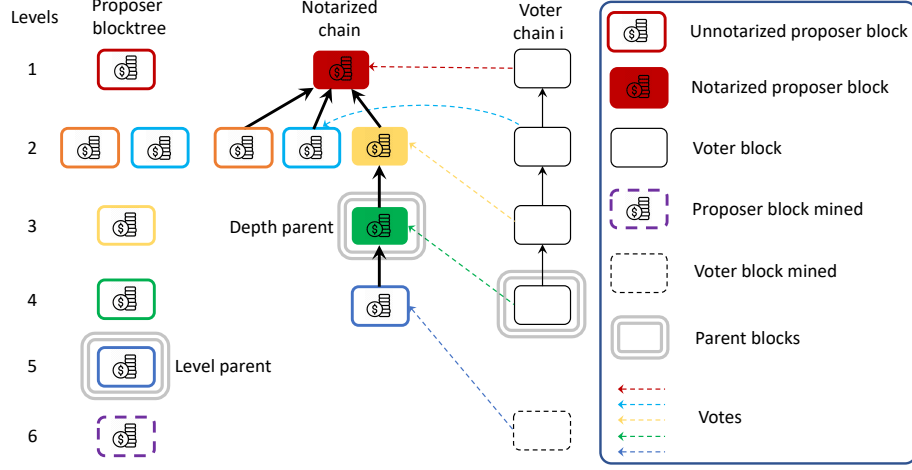 Levels
Proposer
blocktree
Notarized
chain
Voter
chain i
1
2
3
4
5
6
Depth parent
Level parent
Unnotarized proposer block
Notarized proposer block
Voter block
Proposer block mined
Voter block mined
Parent blocks
Votes